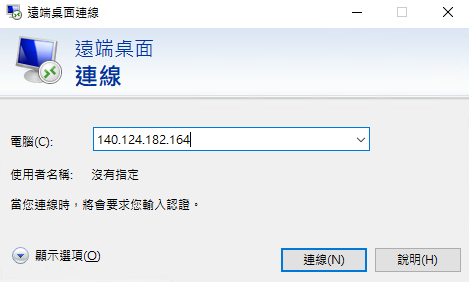 遠端桌面連線
遠端桌面
連線
電腦(C):
140.124.182.164
使用者名稱: 沒有指定
當您連線時，將會要求您輸入認證。
顯示選項(O)
連線(N)
說明(H)